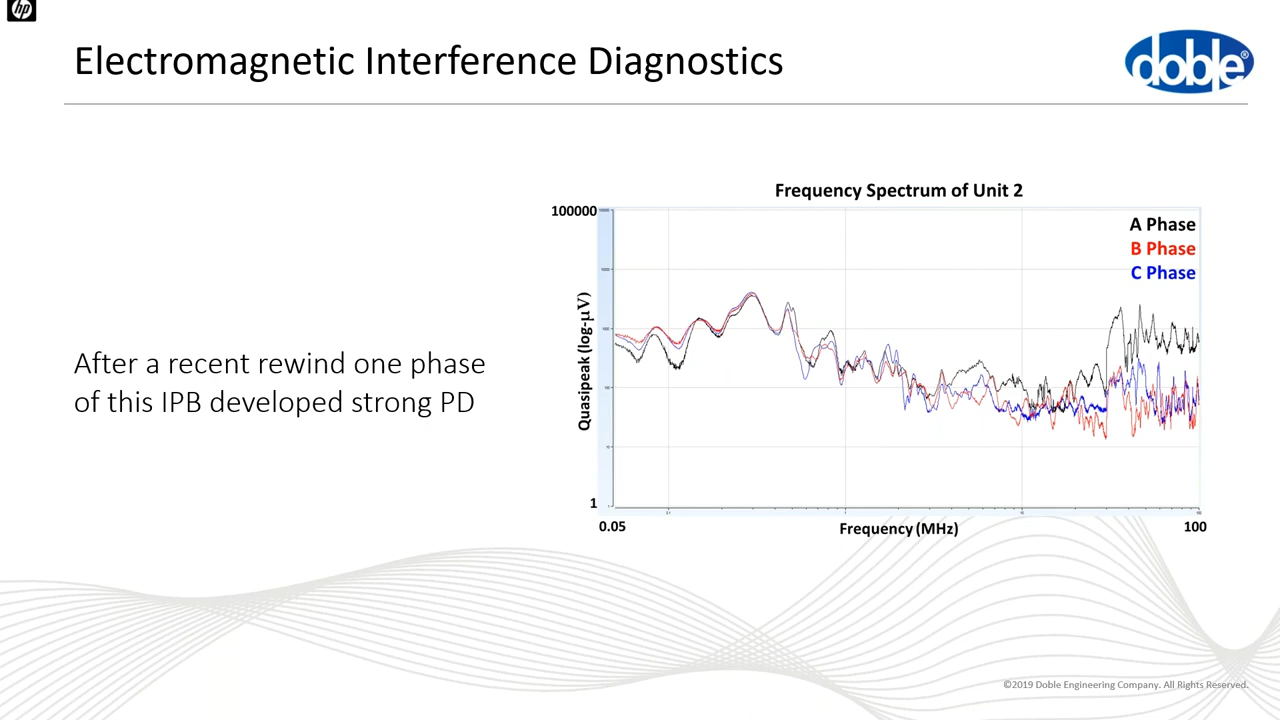 hp
Electromagnetic Interference Diagnostics
doble®
Frequency Spectrum of Unit 2
100000
A Phase
B Phase
C Phase
Quasipeak (log-µV)
After a recent rewind one phase
of this IPB developed strong PD
1
0.05
Frequency (MHz)
100
©2019 Doble Engineering Company. All Rights Reserved.